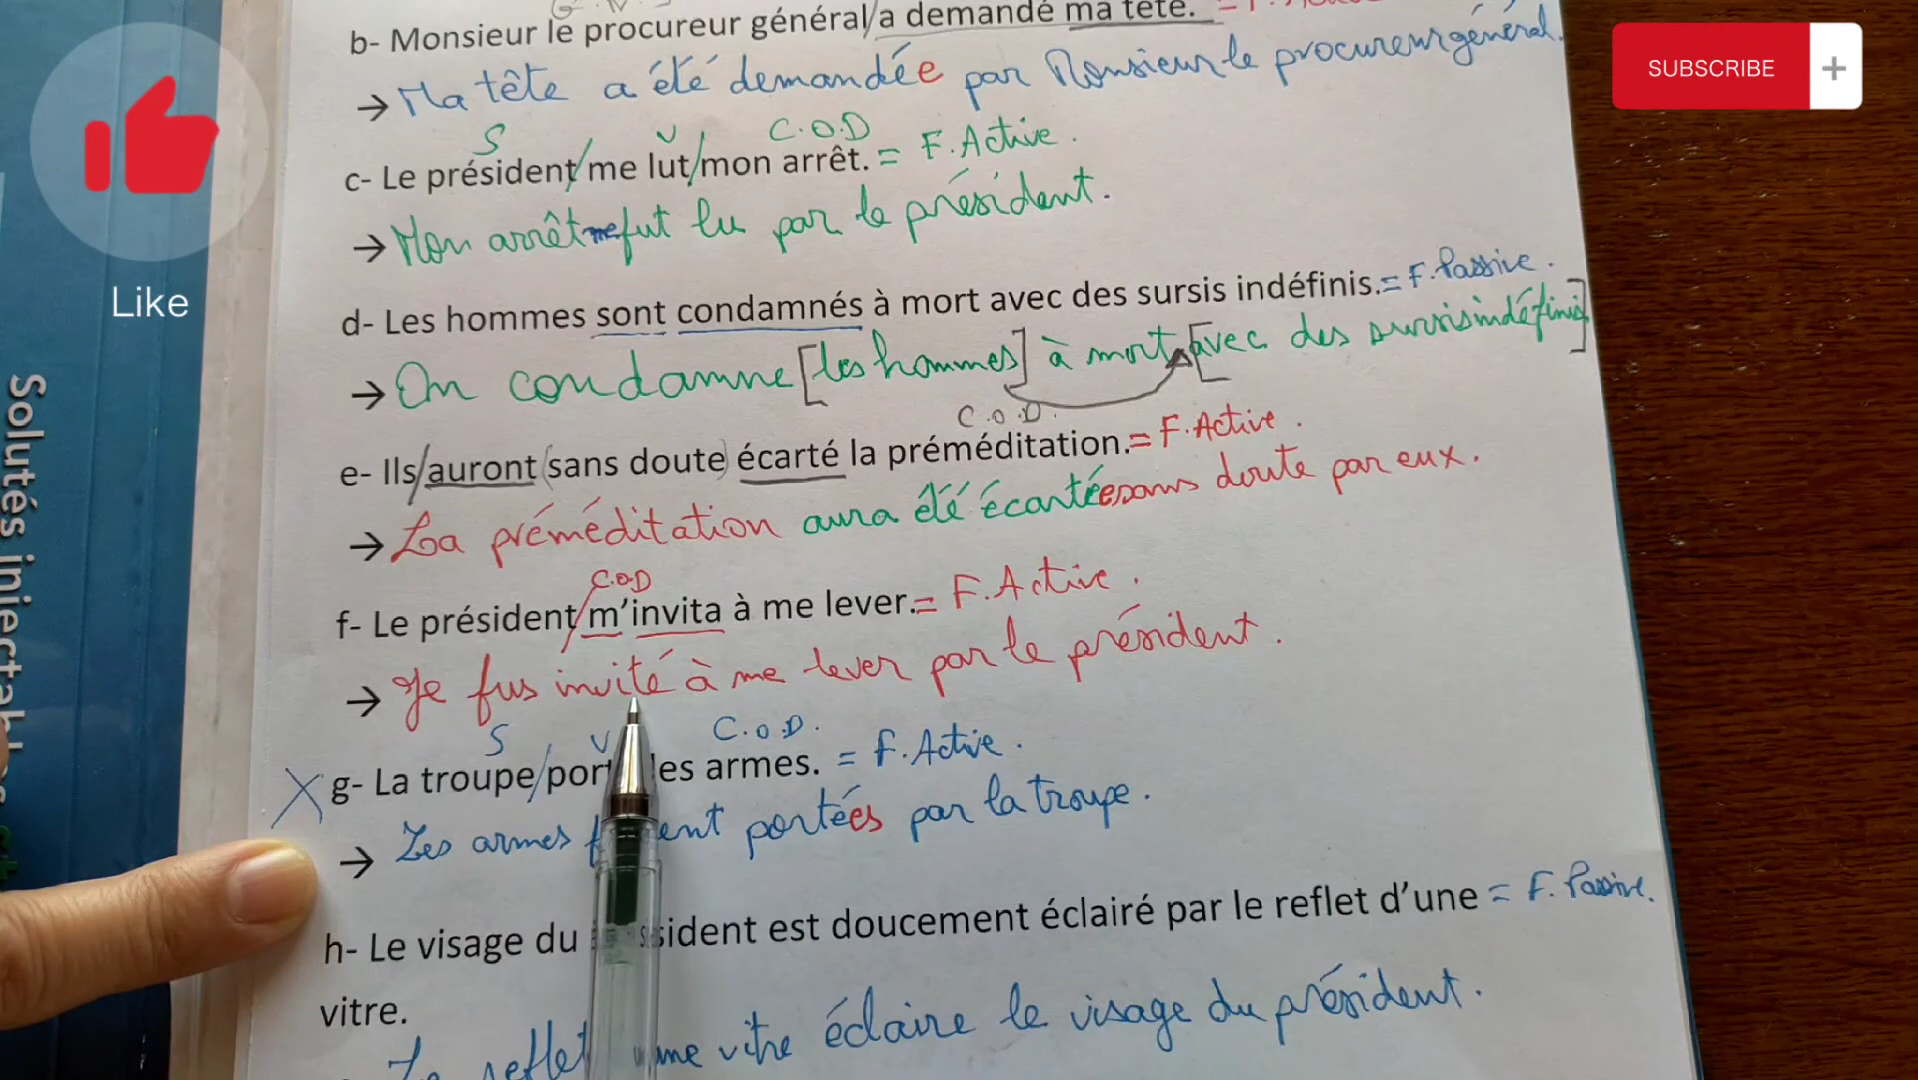 b- Monsieur le procureur général/a demandé ma tête.
→ Ma tête a été demandée par Monsieur le procureur général.
S V C.O.D
c- Le président/me lut/mon arrêt. = F.Active.
→ Mon arrêt me fut lu par le président.
d- Les hommes sont condamnés à mort avec des sursis indéfinis. = F.Passive.
→ On condamne [les hommes] à mort [avec des sursis indéfinis]
C.O.D.
e- Ils/auront (sans doute) écarté la préméditation. = F.Active.
→ La préméditation aura été écartée sans doute par eux.
C.O.D
f- Le président/m'invita à me lever. = F.Active.
→ Je fus invité à me lever par le président.
S V C.O.D.
g- La troupe/ les armes. = F.Active.
→ Les armes portées par la troupe.
h- Le visage du est doucement éclairé par le reflet d'une = F.Passive.
vitre.
reflet vitre éclaire le visage du président.
Like
SUBSCRIBE +
Solutés injectables